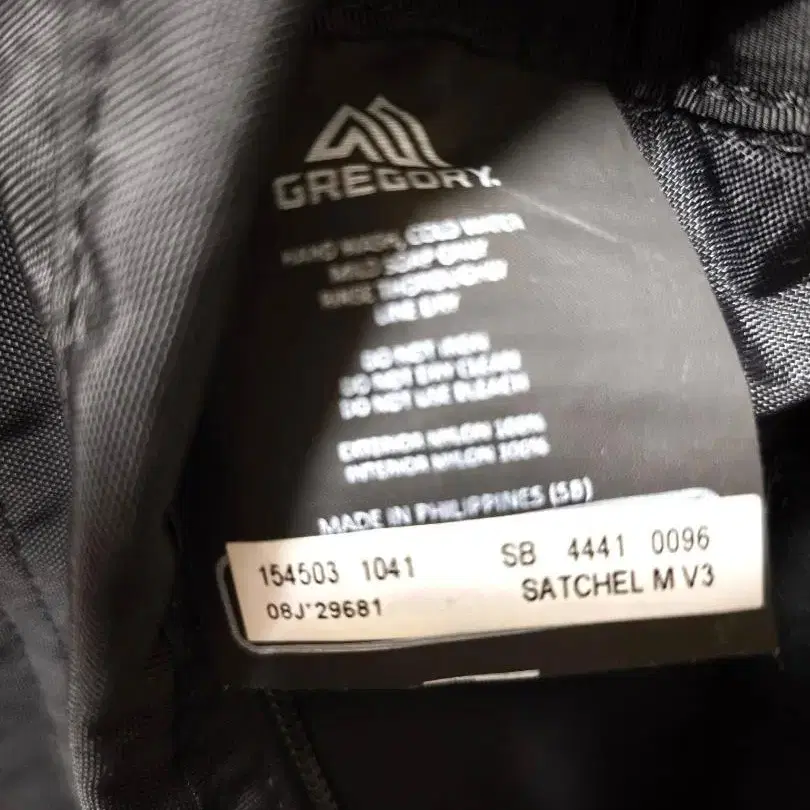 GREGORY
HAND WASH, COLD WATER
MILD SOAP ONLY
RINSE THOROUGHLY
LINE DRY
DO NOT IRON
DO NOT DRY CLEAN
DO NOT USE BLEACH
EXTERIOR NYLON 100%
INTERIOR NYLON 100%
MADE IN PHILIPPINES (SB)
154503 1041 SB 4441 0096
08J*29681 SATCHEL M V3